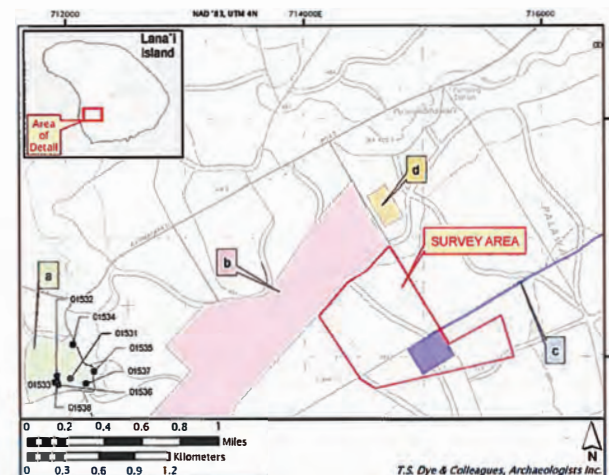 712000 NAD '83, UTM 4N 714000E 716000
Lana'i
Island
Area
of
Detail
d
SURVEY AREA
b
a
c
PALAWAI
01532
01534
01531
01535
01533
01537
01536
01538
0 0.2 0.4 0.6 0.8 1
Miles
Kilometers
0 0.3 0.6 0.9 1.2
N
T.S. Dye & Colleagues, Archaeologists Inc.